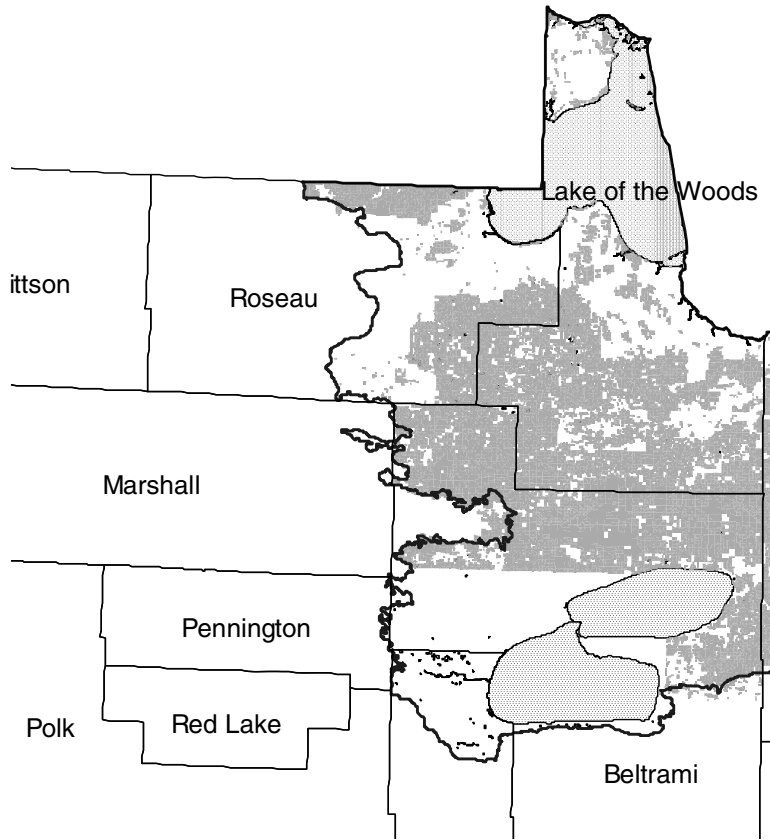 Lake of the Woods
ittson
Roseau
Marshall
Pennington
Polk
Red Lake
Beltrami